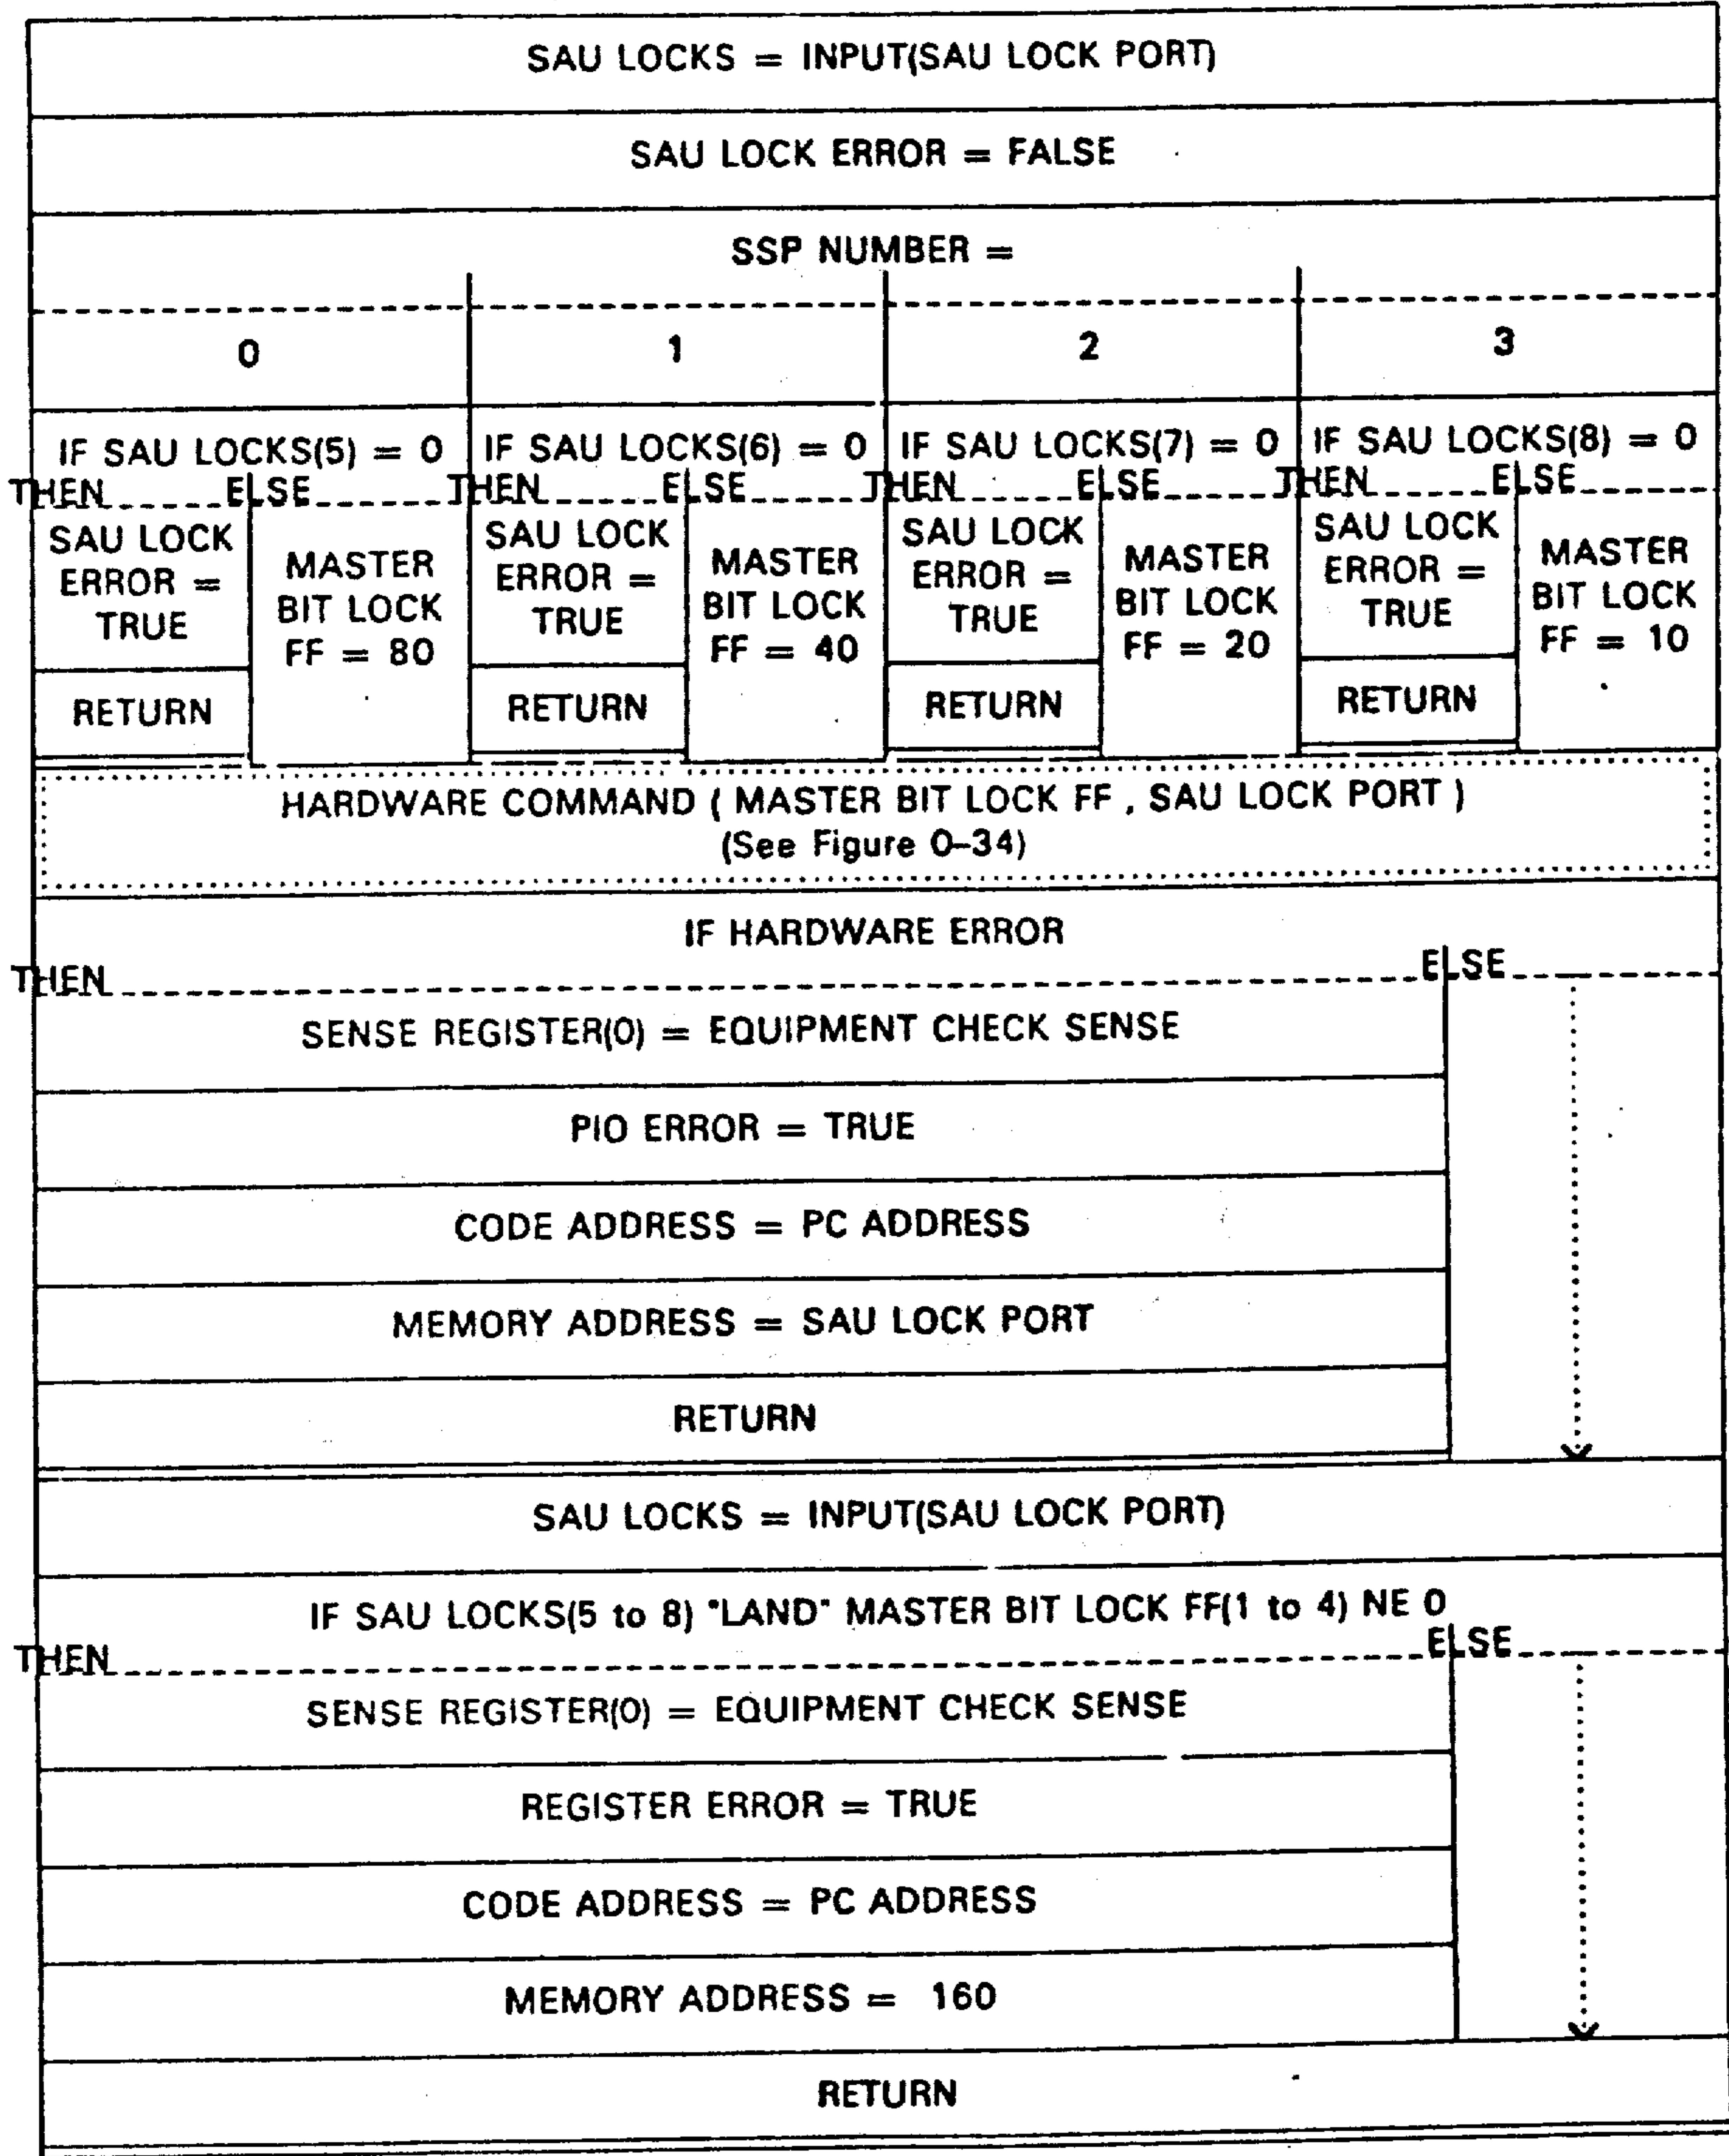 SAU LOCKS = INPUT(SAU LOCK PORT)
SAU LOCK ERROR = FALSE
SSP NUMBER =
0 1 2 3
IF SAU LOCKS(5) = 0 IF SAU LOCKS(6) = 0 IF SAU LOCKS(7) = 0 IF SAU LOCKS(8) = 0
THEN ELSE THEN ELSE THEN ELSE THEN ELSE
SAU LOCK
ERROR =
TRUE
RETURN
MASTER
BIT LOCK
FF = 80
SAU LOCK
ERROR =
TRUE
RETURN
MASTER
BIT LOCK
FF = 40
SAU LOCK
ERROR =
TRUE
RETURN
MASTER
BIT LOCK
FF = 20
SAU LOCK
ERROR =
TRUE
RETURN
MASTER
BIT LOCK
FF = 10
HARDWARE COMMAND ( MASTER BIT LOCK FF , SAU LOCK PORT )
(See Figure 0-34)
IF HARDWARE ERROR
THEN ELSE
SENSE REGISTER(0) = EQUIPMENT CHECK SENSE
PIO ERROR = TRUE
CODE ADDRESS = PC ADDRESS
MEMORY ADDRESS = SAU LOCK PORT
RETURN
SAU LOCKS = INPUT(SAU LOCK PORT)
IF SAU LOCKS(5 to 8) "LAND" MASTER BIT LOCK FF(1 to 4) NE 0
THEN ELSE
SENSE REGISTER(0) = EQUIPMENT CHECK SENSE
REGISTER ERROR = TRUE
CODE ADDRESS = PC ADDRESS
MEMORY ADDRESS = 160
RETURN